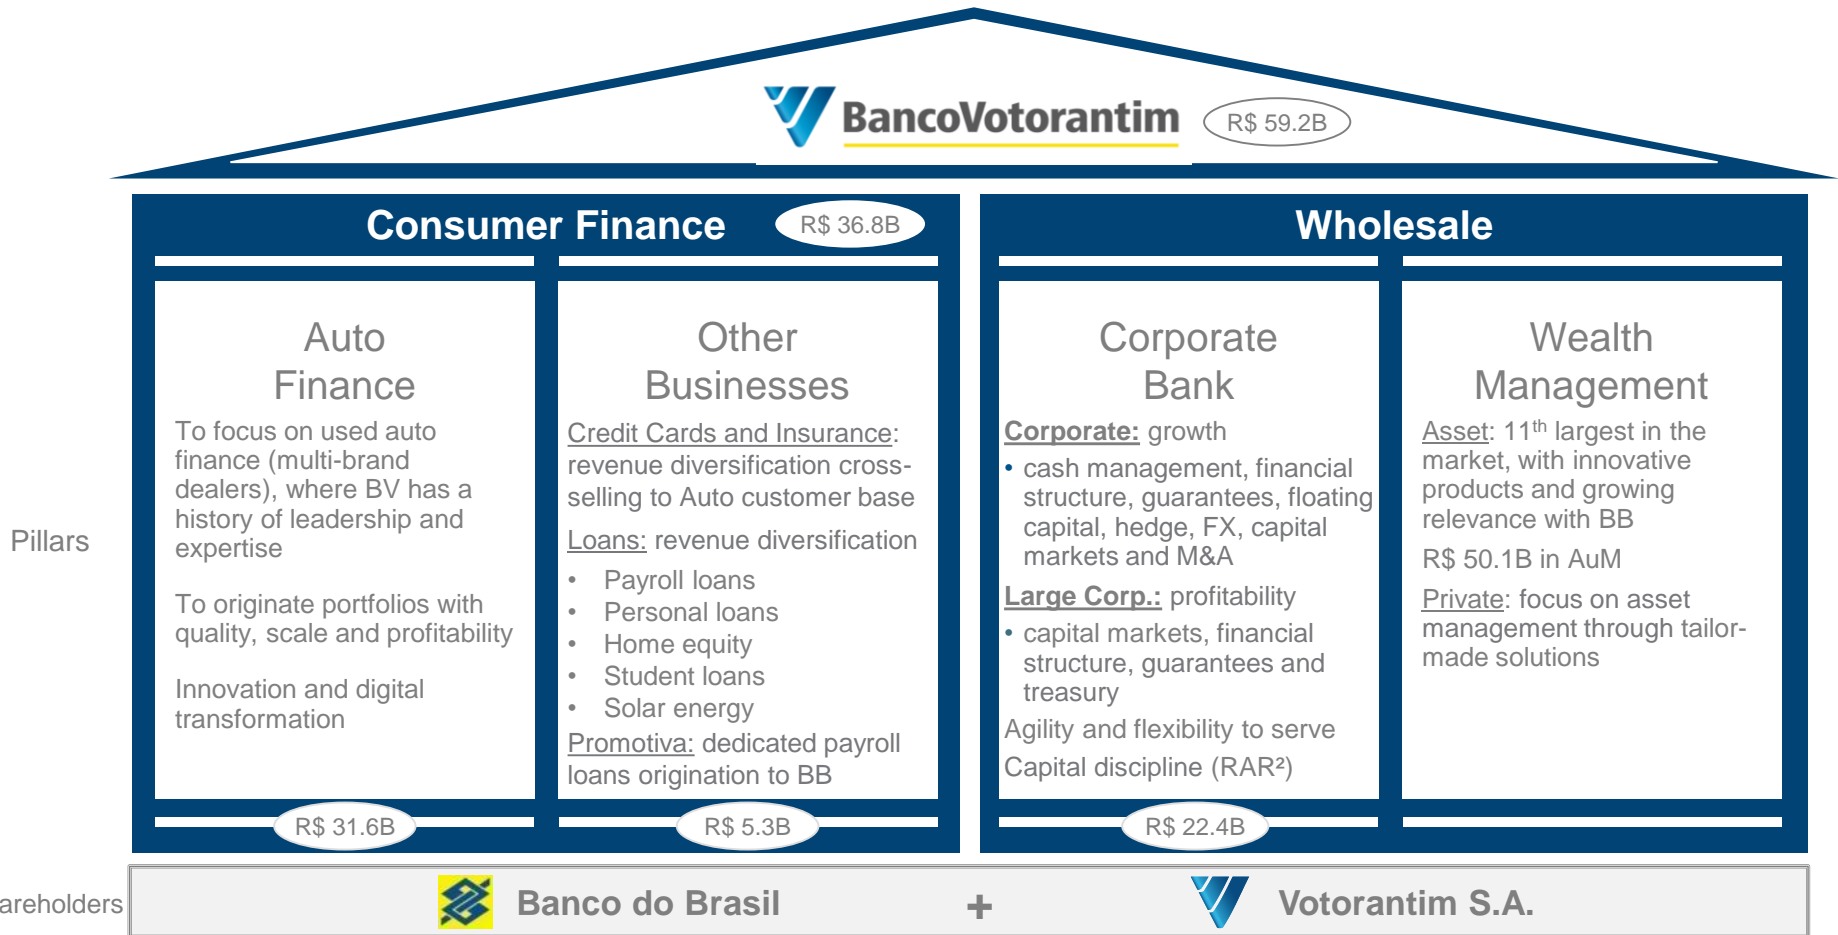 BancoVotorantim
R$ 59.2B
Consumer Finance
R$ 36.8B
Wholesale
Pillars
Auto
Finance
To focus on used auto
finance (multi-brand
dealers), where BV has a
history of leadership and
expertise
To originate portfolios with
quality, scale and profitability
Innovation and digital
transformation
R$ 31.6B
Other
Businesses
Credit Cards and Insurance:
revenue diversification cross-
selling to Auto customer base
Loans: revenue diversification
• Payroll loans
• Personal loans
• Home equity
• Student loans
• Solar energy
Promotiva: dedicated payroll
loans origination to BB
R$ 5.3B
Corporate
Bank
Corporate: growth
• cash management, financial
structure, guarantees, floating
capital, hedge, FX, capital
markets and M&A
Large Corp.: profitability
• capital markets, financial
structure, guarantees and
treasury
Agility and flexibility to serve
Capital discipline (RAR²)
R$ 22.4B
Wealth
Management
Asset: 11th largest in the
market, with innovative
products and growing
relevance with BB
R$ 50.1B in AuM
Private: focus on asset
management through tailor-
made solutions
areholders
Banco do Brasil
+
Votorantim S.A.